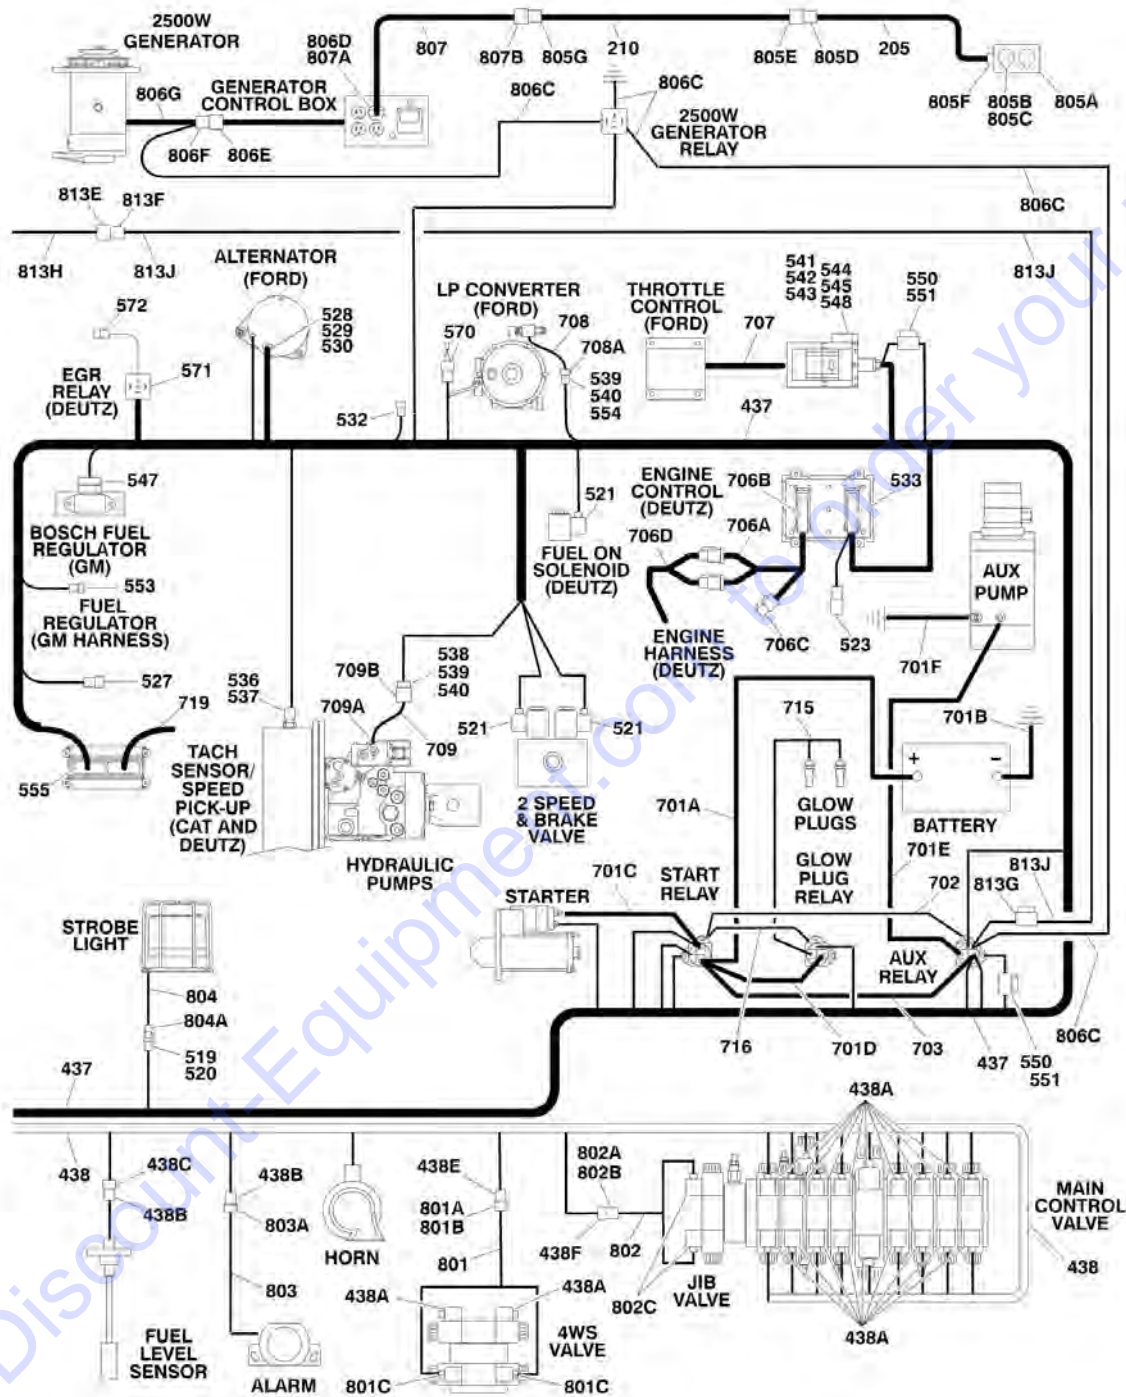 2500W
GENERATOR
806D
807A
807
807B
805G
210
805E
805D
205
805F
805B
805C
805A
806G
GENERATOR
CONTROL BOX
806C
806C
2500W
GENERATOR
RELAY
806F
806E
806C
813E
813F
813H
813J
813J
ALTERNATOR
(FORD)
528
529
530
572
571
EGR
RELAY
(DEUTZ)
LP CONVERTER
(FORD)
570
708
708A
539
540
554
THROTTLE
CONTROL
(FORD)
707
541
542
543
544
545
548
550
551
532
437
547
BOSCH FUEL
REGULATOR
(GM)
553
FUEL
REGULATOR
(GM HARNESS)
527
719
555
521
FUEL ON
SOLENOID
(DEUTZ)
ENGINE
CONTROL
(DEUTZ)
706B
533
706A
706D
706C
523
ENGINE
HARNESS
(DEUTZ)
AUX
PUMP
701F
701B
536
537
TACH
SENSOR/
SPEED
PICK-UP
(CAT AND
DEUTZ)
709B
538
539
540
709A
709
521
521
2 SPEED
& BRAKE
VALVE
HYDRAULIC
PUMPS
715
GLOW
PLUGS
+
-
BATTERY
701A
701E
701C
START
RELAY
GLOW
PLUG
RELAY
702
813G
813J
STARTER
AUX
RELAY
716
701D
703
437
550
551
806C
STROBE
LIGHT
804
804A
519
520
437
438
438C
438B
438B
803A
803
HORN
438E
801A
801B
801
802A
802B
438F
802
802C
JIB
VALVE
438A
MAIN
CONTROL
VALVE
438
438A
FUEL
LEVEL
SENSOR
ALARM
438A
438A
4WS
VALVE
801C
801C
Discount-Equipment.com to order your